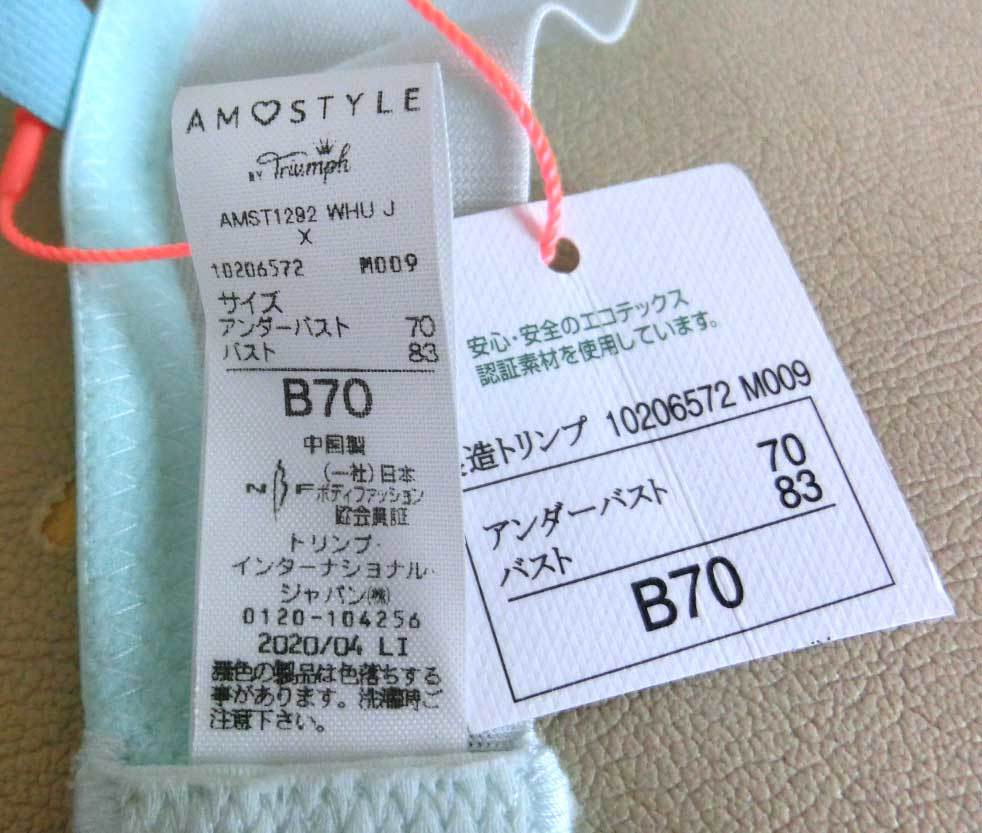 AM♡STYLE
BY Triumph
AMST1292 WHU J
X
10206572 M009
サイズ
アンダーバスト 70
バスト 83
B70
中国製
NBF (一社)日本
ボディファッション
協会員証
トリンプ・
インターナショナル・
ジャパン㈱
0120-104256
2020/04 LI
濃色の製品は色落ちする
事があります。洗濯時ご
注意下さい。
安心・安全のエコテックス
認証素材を使用しています。
造トリンプ 10206572 M009
アンダーバスト 70
バスト 83
B70